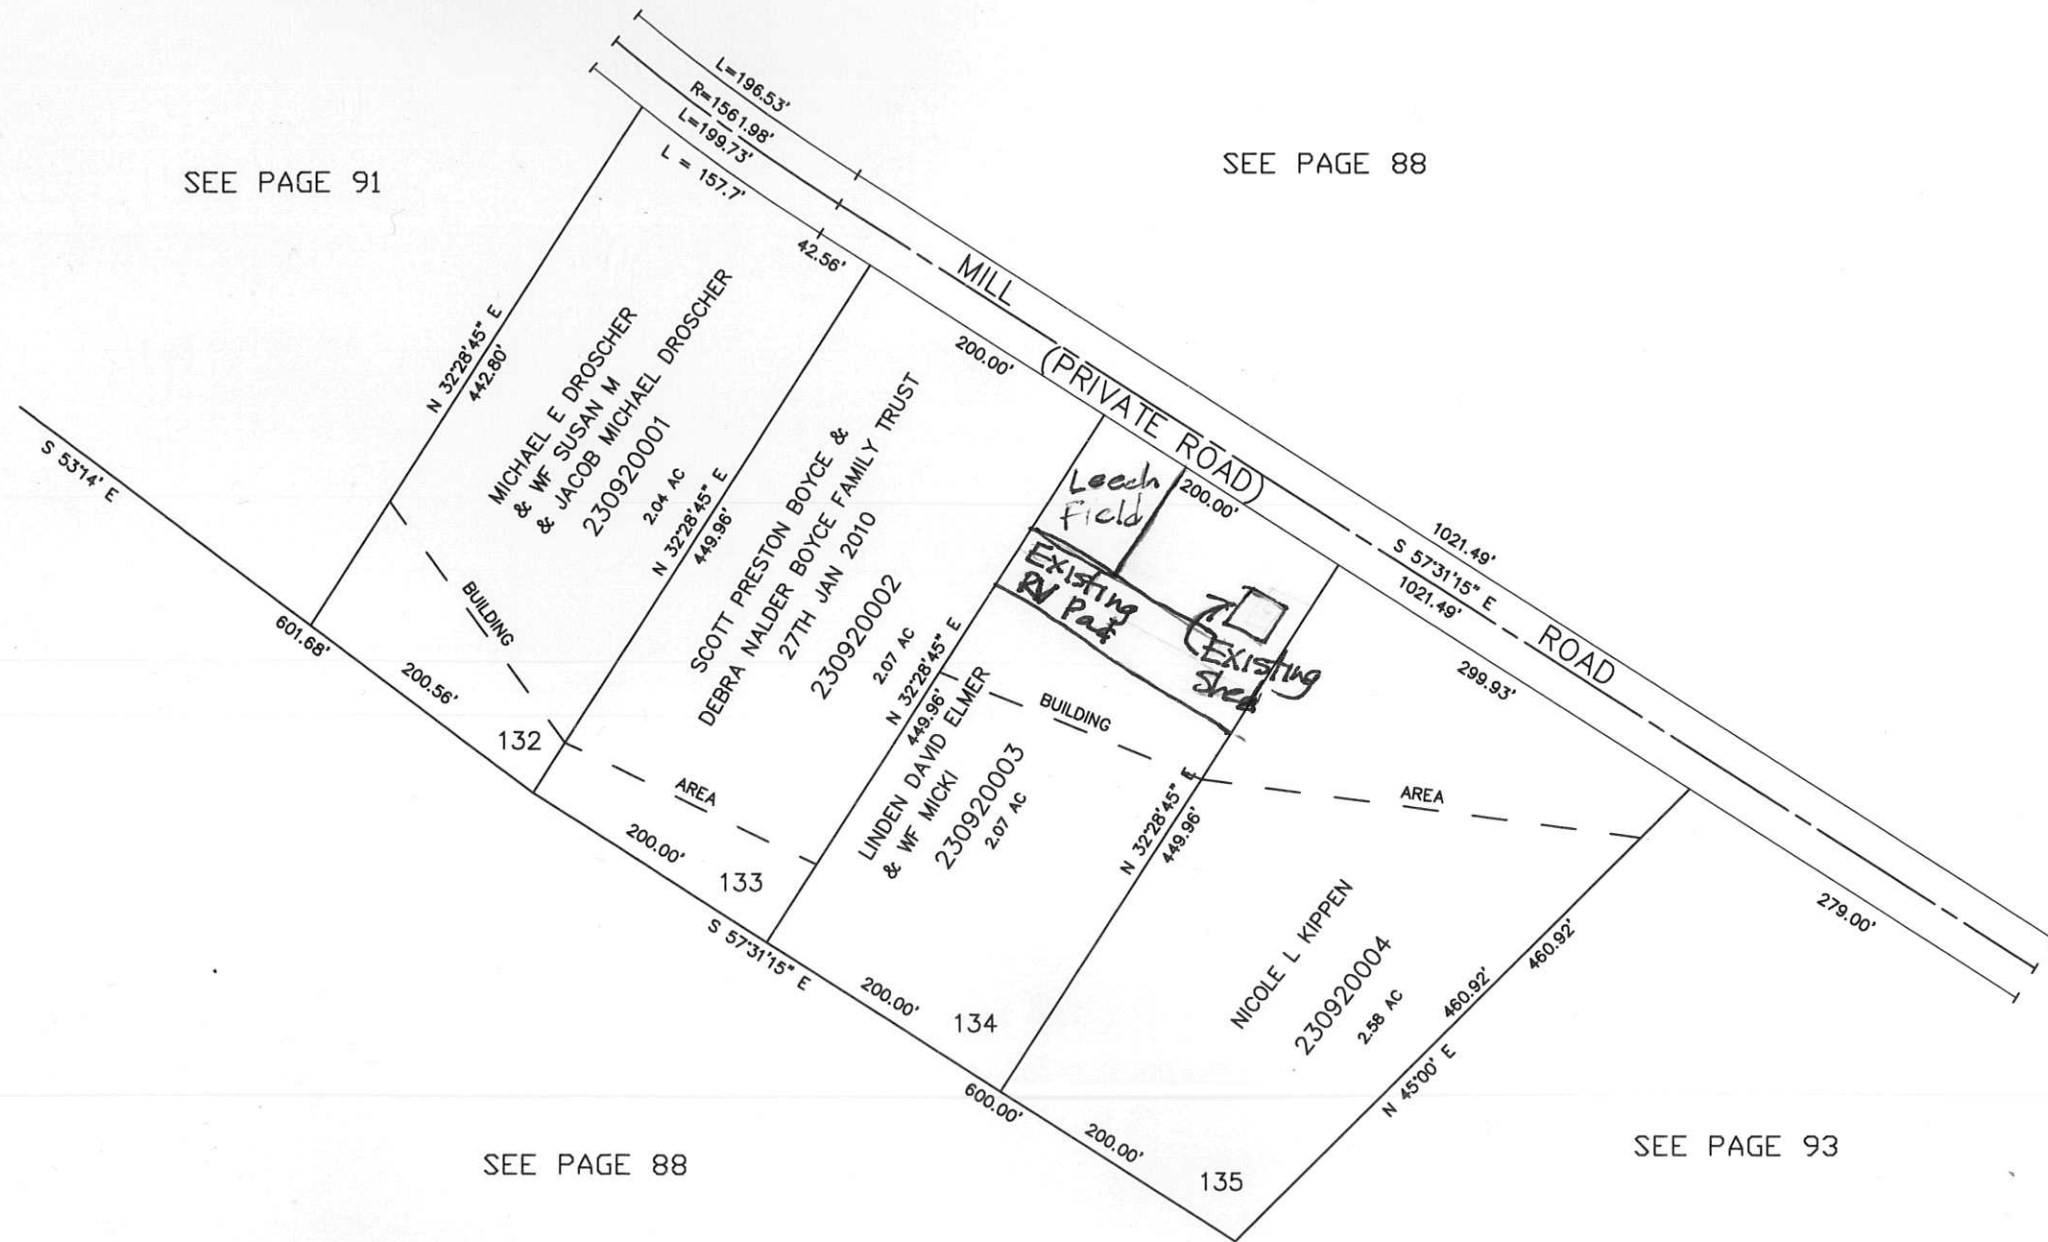 L=196.53'
R=1561.98'
L=199.73'
L = 157.7'
42.56'
SEE PAGE 91
SEE PAGE 88
MILL
(PRIVATE ROAD)
ROAD
200.00'
200.00'
1021.49'
S 57°31'15" E
1021.49'
299.93'
279.00'
N 32°28'45" E
442.80'
MICHAEL E DROSCHER
& WF SUSAN M
& JACOB MICHAEL DROSCHER
230920001
2.04 AC
N 32°28'45" E
449.96'
SCOTT PRESTON BOYCE &
DEBRA NALDER BOYCE FAMILY TRUST
27TH JAN 2010
230920002
2.07 AC
N 32°28'45" E
449.96'
Leech
Field
Existing
RV Pad
Existing
Shed
LINDEN DAVID ELMER
& WF MICKI
230920003
2.07 AC
N 32°28'45" E
449.96'
NICOLE L KIPPEN
230920004
2.58 AC
S 53°14' E
601.68'
200.56'
BUILDING
132
AREA
200.00'
133
BUILDING
AREA
S 57°31'15" E
200.00'
134
600.00'
200.00'
135
N 45°00' E
460.92'
460.92'
SEE PAGE 88
SEE PAGE 93